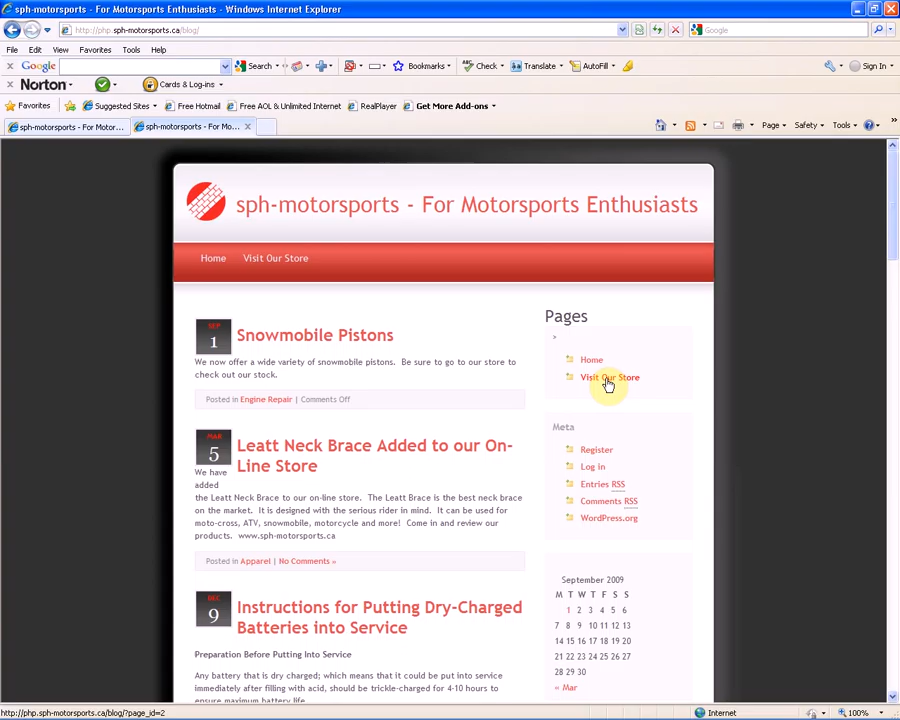 sph-motorsports - For Motorsports Enthusiasts - Windows Internet Explorer
http://php.sph-motorsports.ca/blog/
Google
File Edit View Favorites Tools Help
Google Search Bookmarks Check Translate AutoFill Sign In
Norton Cards & Log-ins
Favorites Suggested Sites Free Hotmail Free AOL & Unlimited Internet RealPlayer Get More Add-ons
sph-motorsports - For Motor... sph-motorsports - For Mo... Page Safety Tools
sph-motorsports - For Motorsports Enthusiasts
Home Visit Our Store
SEP
1
Snowmobile Pistons
We now offer a wide variety of snowmobile pistons. Be sure to go to our store to
check out our stock.
Posted in Engine Repair | Comments Off
MAR
5
Leatt Neck Brace Added to our On-
Line Store
We have
added
the Leatt Neck Brace to our on-line store. The Leatt Brace is the best neck brace
on the market. It is designed with the serious rider in mind. It can be used for
moto-cross, ATV, snowmobile, motorcycle and more! Come in and review our
products. www.sph-motorsports.ca
Posted in Apparel | No Comments »
DEC
9
Instructions for Putting Dry-Charged
Batteries into Service
Preparation Before Putting Into Service
Any battery that is dry charged; which means that it could be put into service
immediately after filling with acid, should be trickle-charged for 4-10 hours to
ensure maximum battery life.
Pages
>
Home
Visit Our Store
Meta
Register
Log in
Entries RSS
Comments RSS
WordPress.org
September 2009
M T W T F S S
1 2 3 4 5 6
7 8 9 10 11 12 13
14 15 16 17 18 19 20
21 22 23 24 25 26 27
28 29 30
« Mar
http://php.sph-motorsports.ca/blog/?page_id=2
Internet
100%